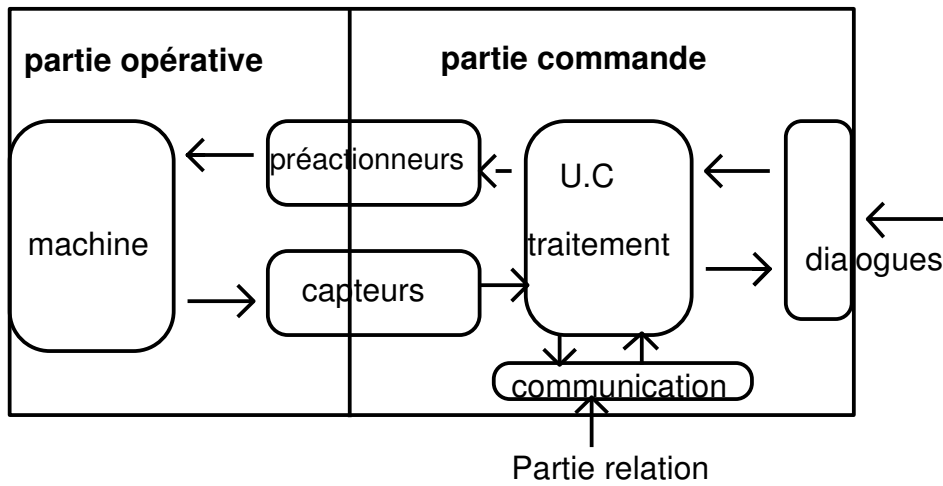 partie opérative
partie commande
préactionneurs
U.C
machine
traitement
dialogues
capteurs
communication
Partie relation